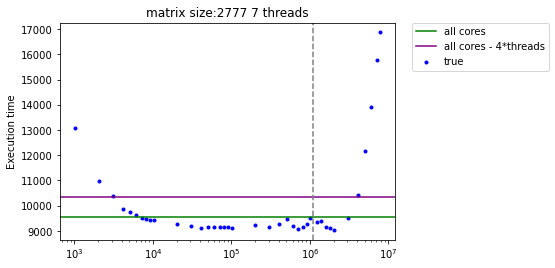 matrix size:2777 7 threads
all cores
all cores - 4*threads
true
Execution time
17000
16000
15000
14000
13000
12000
11000
10000
9000
10³ 10⁴ 10⁵ 10⁶ 10⁷